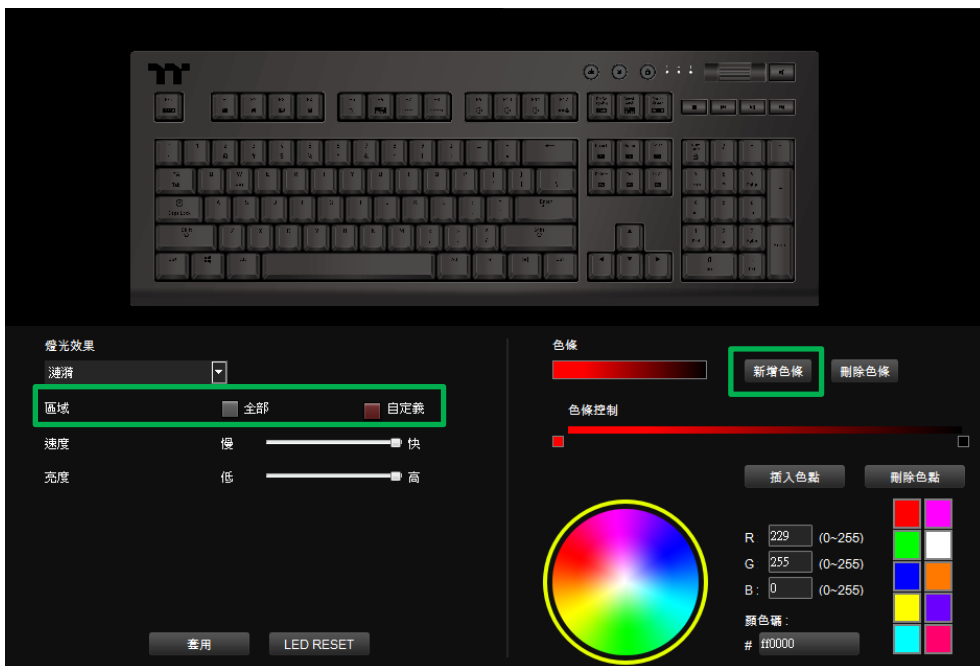 燈光效果
漣漪
區域 全部 自定義
速度 慢 快
亮度 低 高
套用 LED RESET
色條
新增色條 刪除色條
色條控制
插入色點 刪除色點
R 229 (0~255)
G 255 (0~255)
B : 0 (0~255)
顏色碼 :
# ff0000